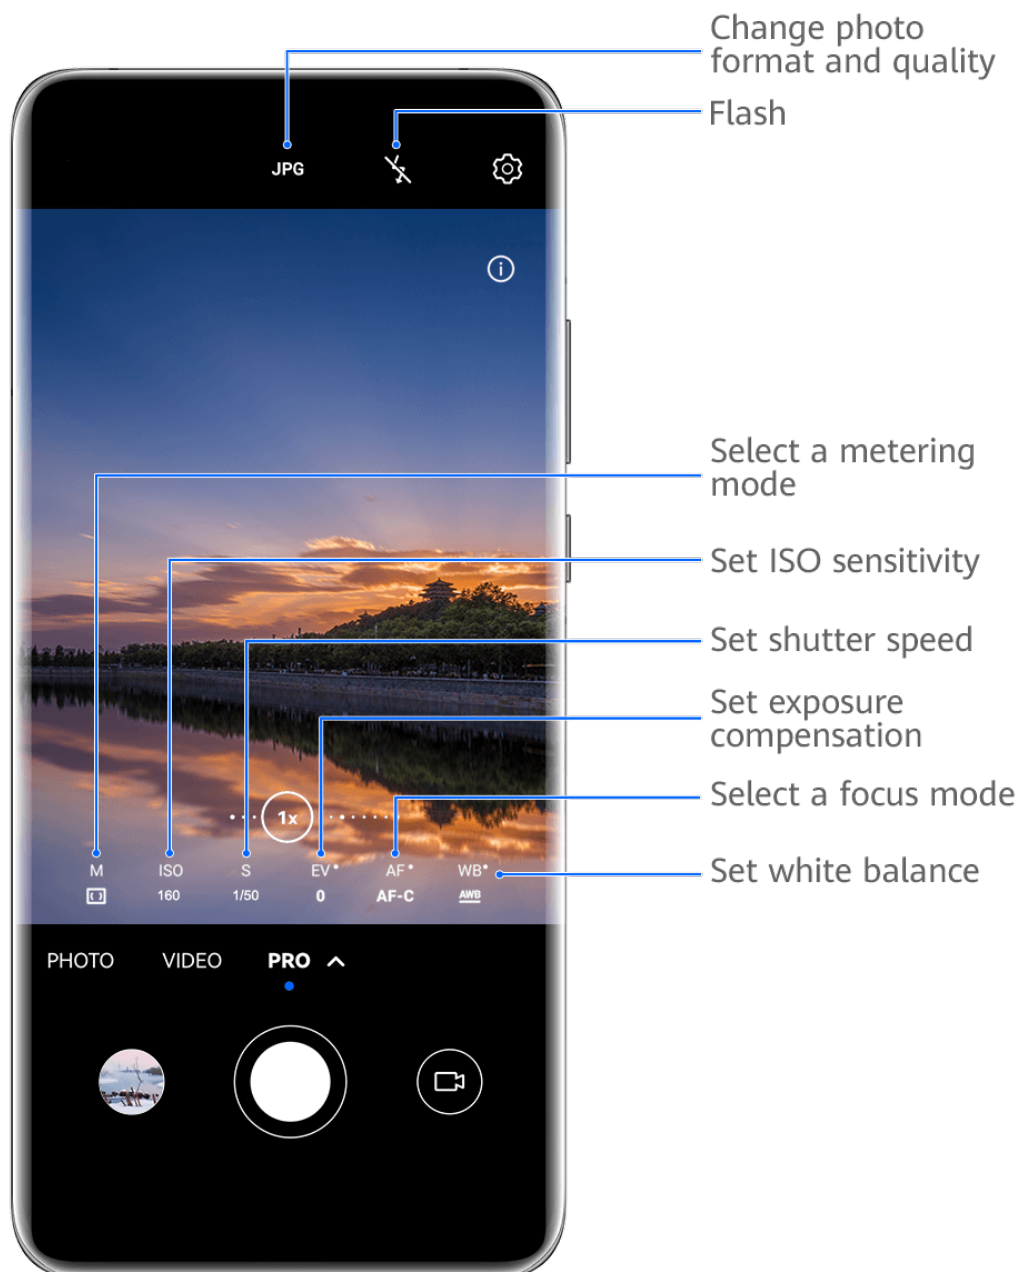 Change photo
format and quality
Flash
JPG
Select a metering
mode
Set ISO sensitivity
Set shutter speed
Set exposure
compensation
Select a focus mode
1x
M ISO S EV• AF• WB•
Set white balance
160 1/50 0 AF-C AWB
PHOTO VIDEO PRO